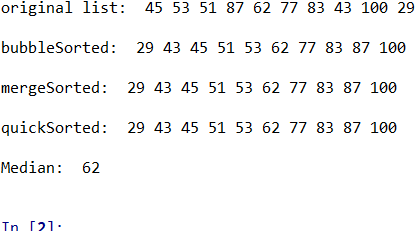 original list:  45 53 51 87 62 77 83 43 100 29
bubbleSorted:  29 43 45 51 53 62 77 83 87 100
mergeSorted:  29 43 45 51 53 62 77 83 87 100
quickSorted:  29 43 45 51 53 62 77 83 87 100
Median:  62
In [2]: